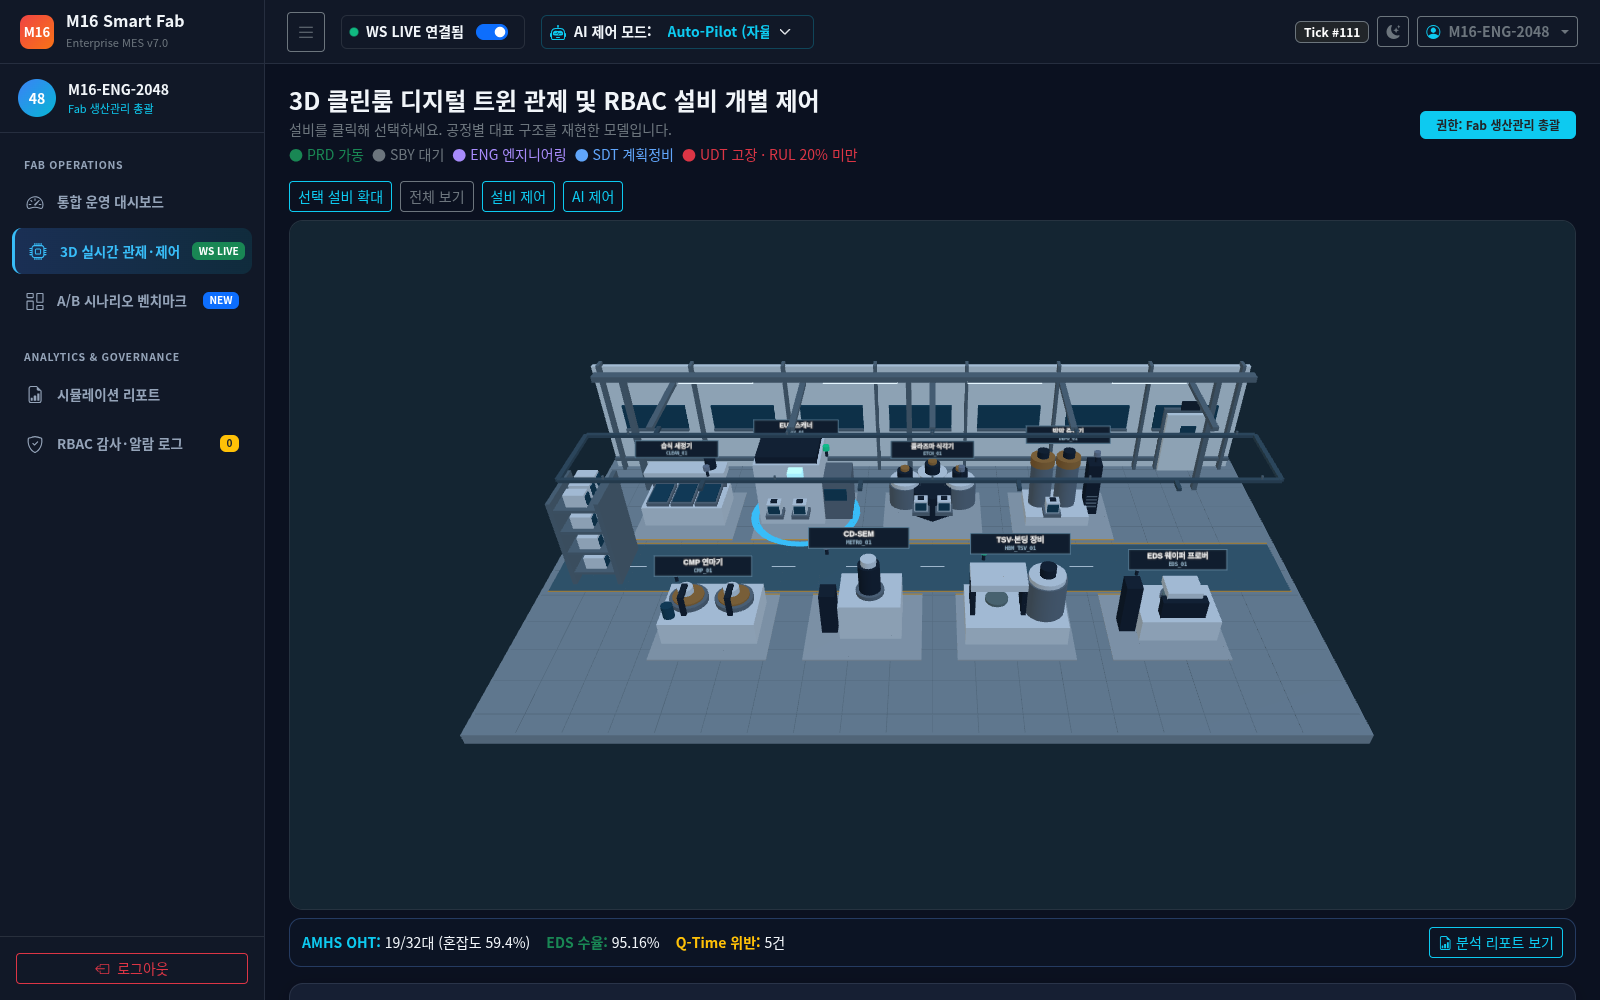 M16
M16 Smart Fab
Enterprise MES v7.0
WS LIVE 연결됨
AI 제어 모드:
Auto-Pilot (자율
Tick #111
M16-ENG-2048
48
M16-ENG-2048
Fab 생산관리 총괄
FAB OPERATIONS
통합 운영 대시보드
3D 실시간 관제·제어
WS LIVE
A/B 시나리오 벤치마크
NEW
ANALYTICS & GOVERNANCE
시뮬레이션 리포트
RBAC 감사·알람 로그
0
로그아웃
3D 클린룸 디지털 트윈 관제 및 RBAC 설비 개별 제어
설비를 클릭해 선택하세요. 공정별 대표 구조를 재현한 모델입니다.
권한: Fab 생산관리 총괄
PRD 가동
SBY 대기
ENG 엔지니어링
SDT 계획정비
UDT 고장 · RUL 20% 미만
선택 설비 확대
전체 보기
설비 제어
AI 제어
습식 세정기
CLEAN_01
플라즈마 식각기
ETCH_01
CD-SEM
METRO_01
TSV·본딩 장비
HBM_TSV_01
CMP 연마기
CMP_01
EDS 웨이퍼 프로버
EDS_01
AMHS OHT: 19/32대 (혼잡도 59.4%)
EDS 수율: 95.16%
Q-Time 위반: 5건
분석 리포트 보기